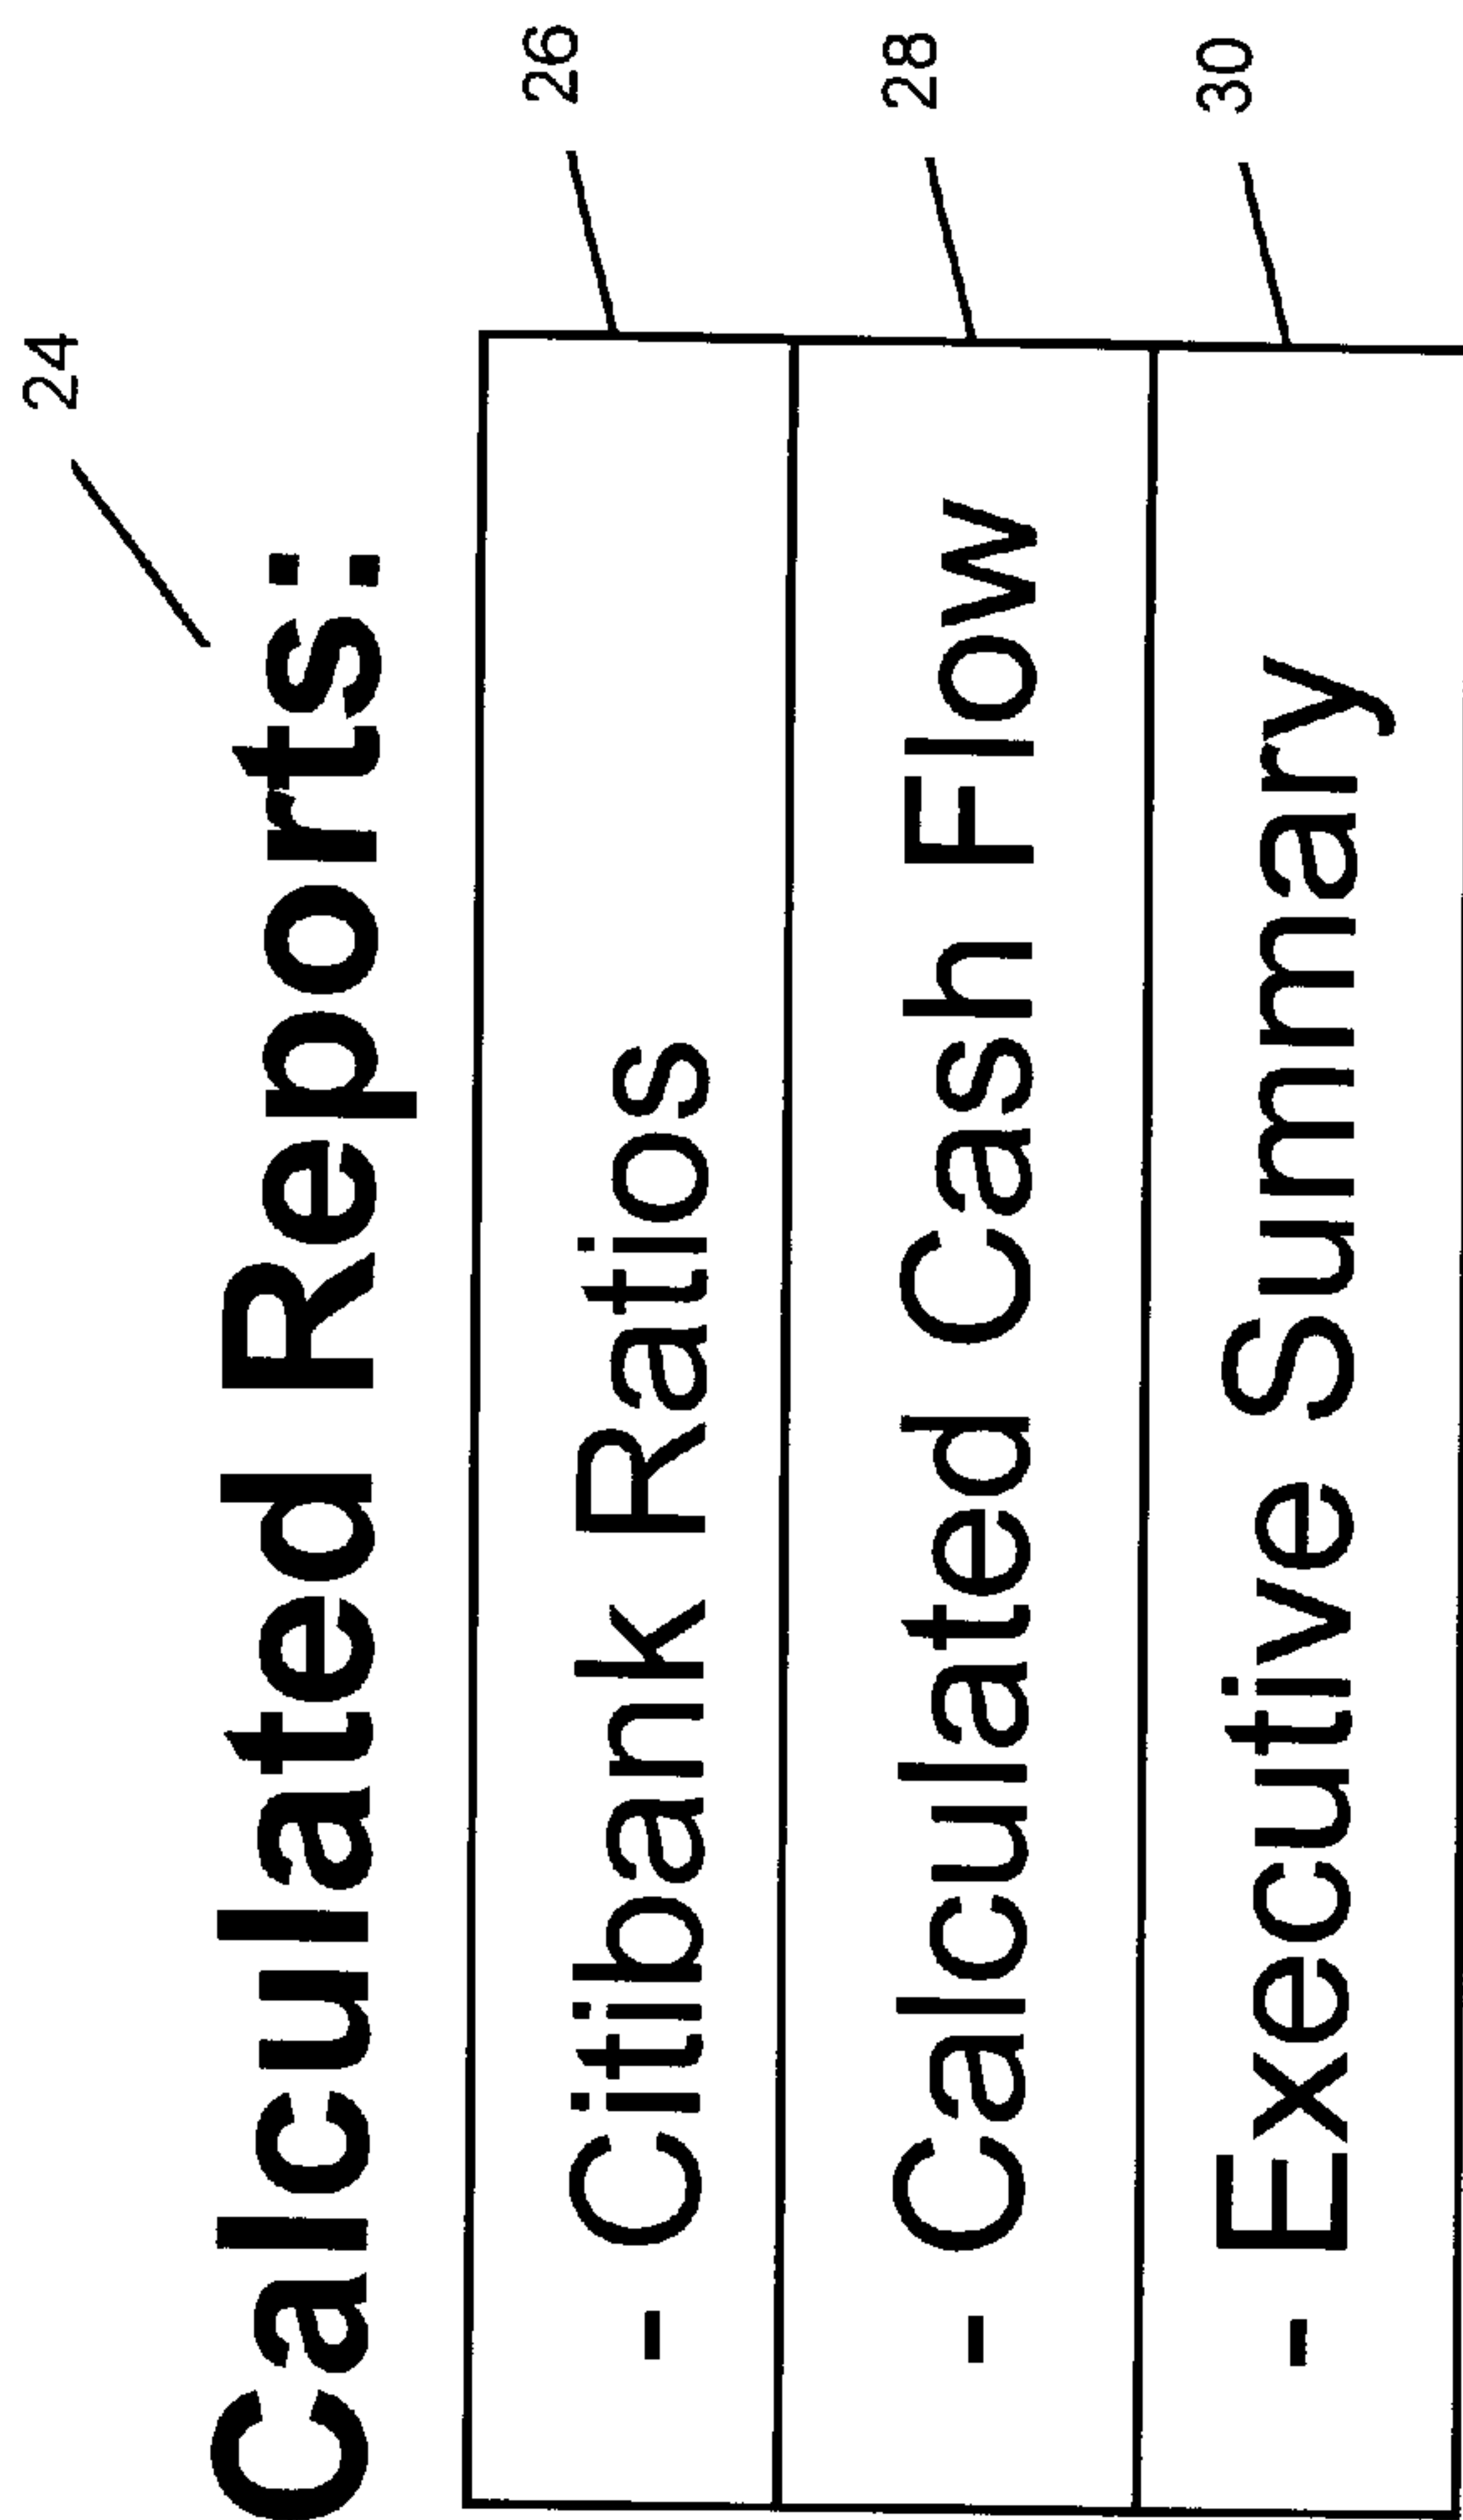 24
Calculated Reports:
- Citibank Ratios
26
- Calculated Cash Flow
28
- Executive Summary
30